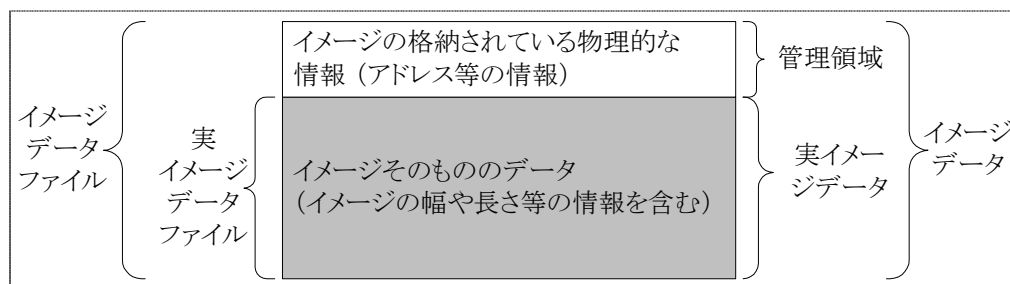 イメージ
データ
ファイル
実
イメージ
データ
ファイル
イメージの格納されている物理的な
情報（アドレス等の情報）
イメージそのもののデータ
（イメージの幅や長さ等の情報を含む）
管理領域
実イメー
ジデータ
イメージ
データ